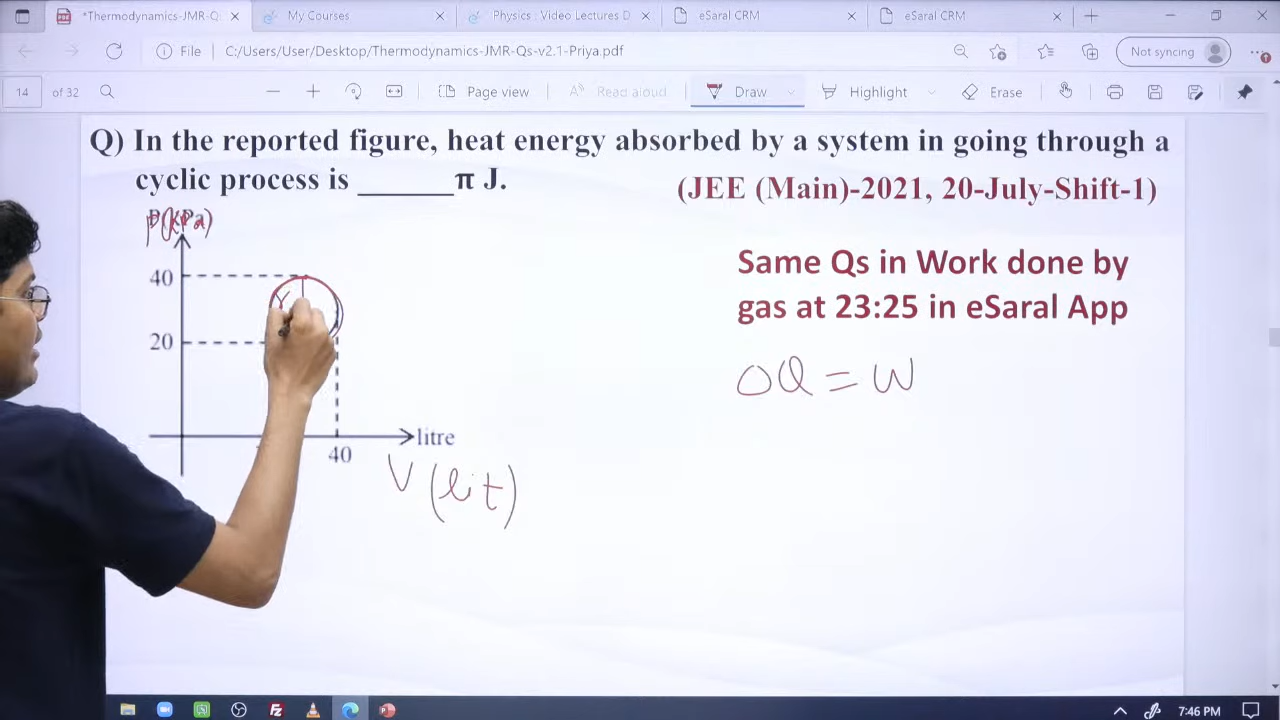 *Thermodynamics-JMR-Q
My Courses
Physics : Video Lectures D
eSaral CRM
eSaral CRM
File
C:/Users/User/Desktop/Thermodynamics-JMR-Qs-v2.1-Priya.pdf
Not syncing
14 of 32
Page view
Read aloud
Draw
Highlight
Erase
Q) In the reported figure, heat energy absorbed by a system in going through a
cyclic process is ______π J.
(JEE (Main)-2021, 20-July-Shift-1)
P(kPa)
40
20
40
litre
V (lit)
Same Qs in Work done by
gas at 23:25 in eSaral App
ΔQ = W
7:46 PM